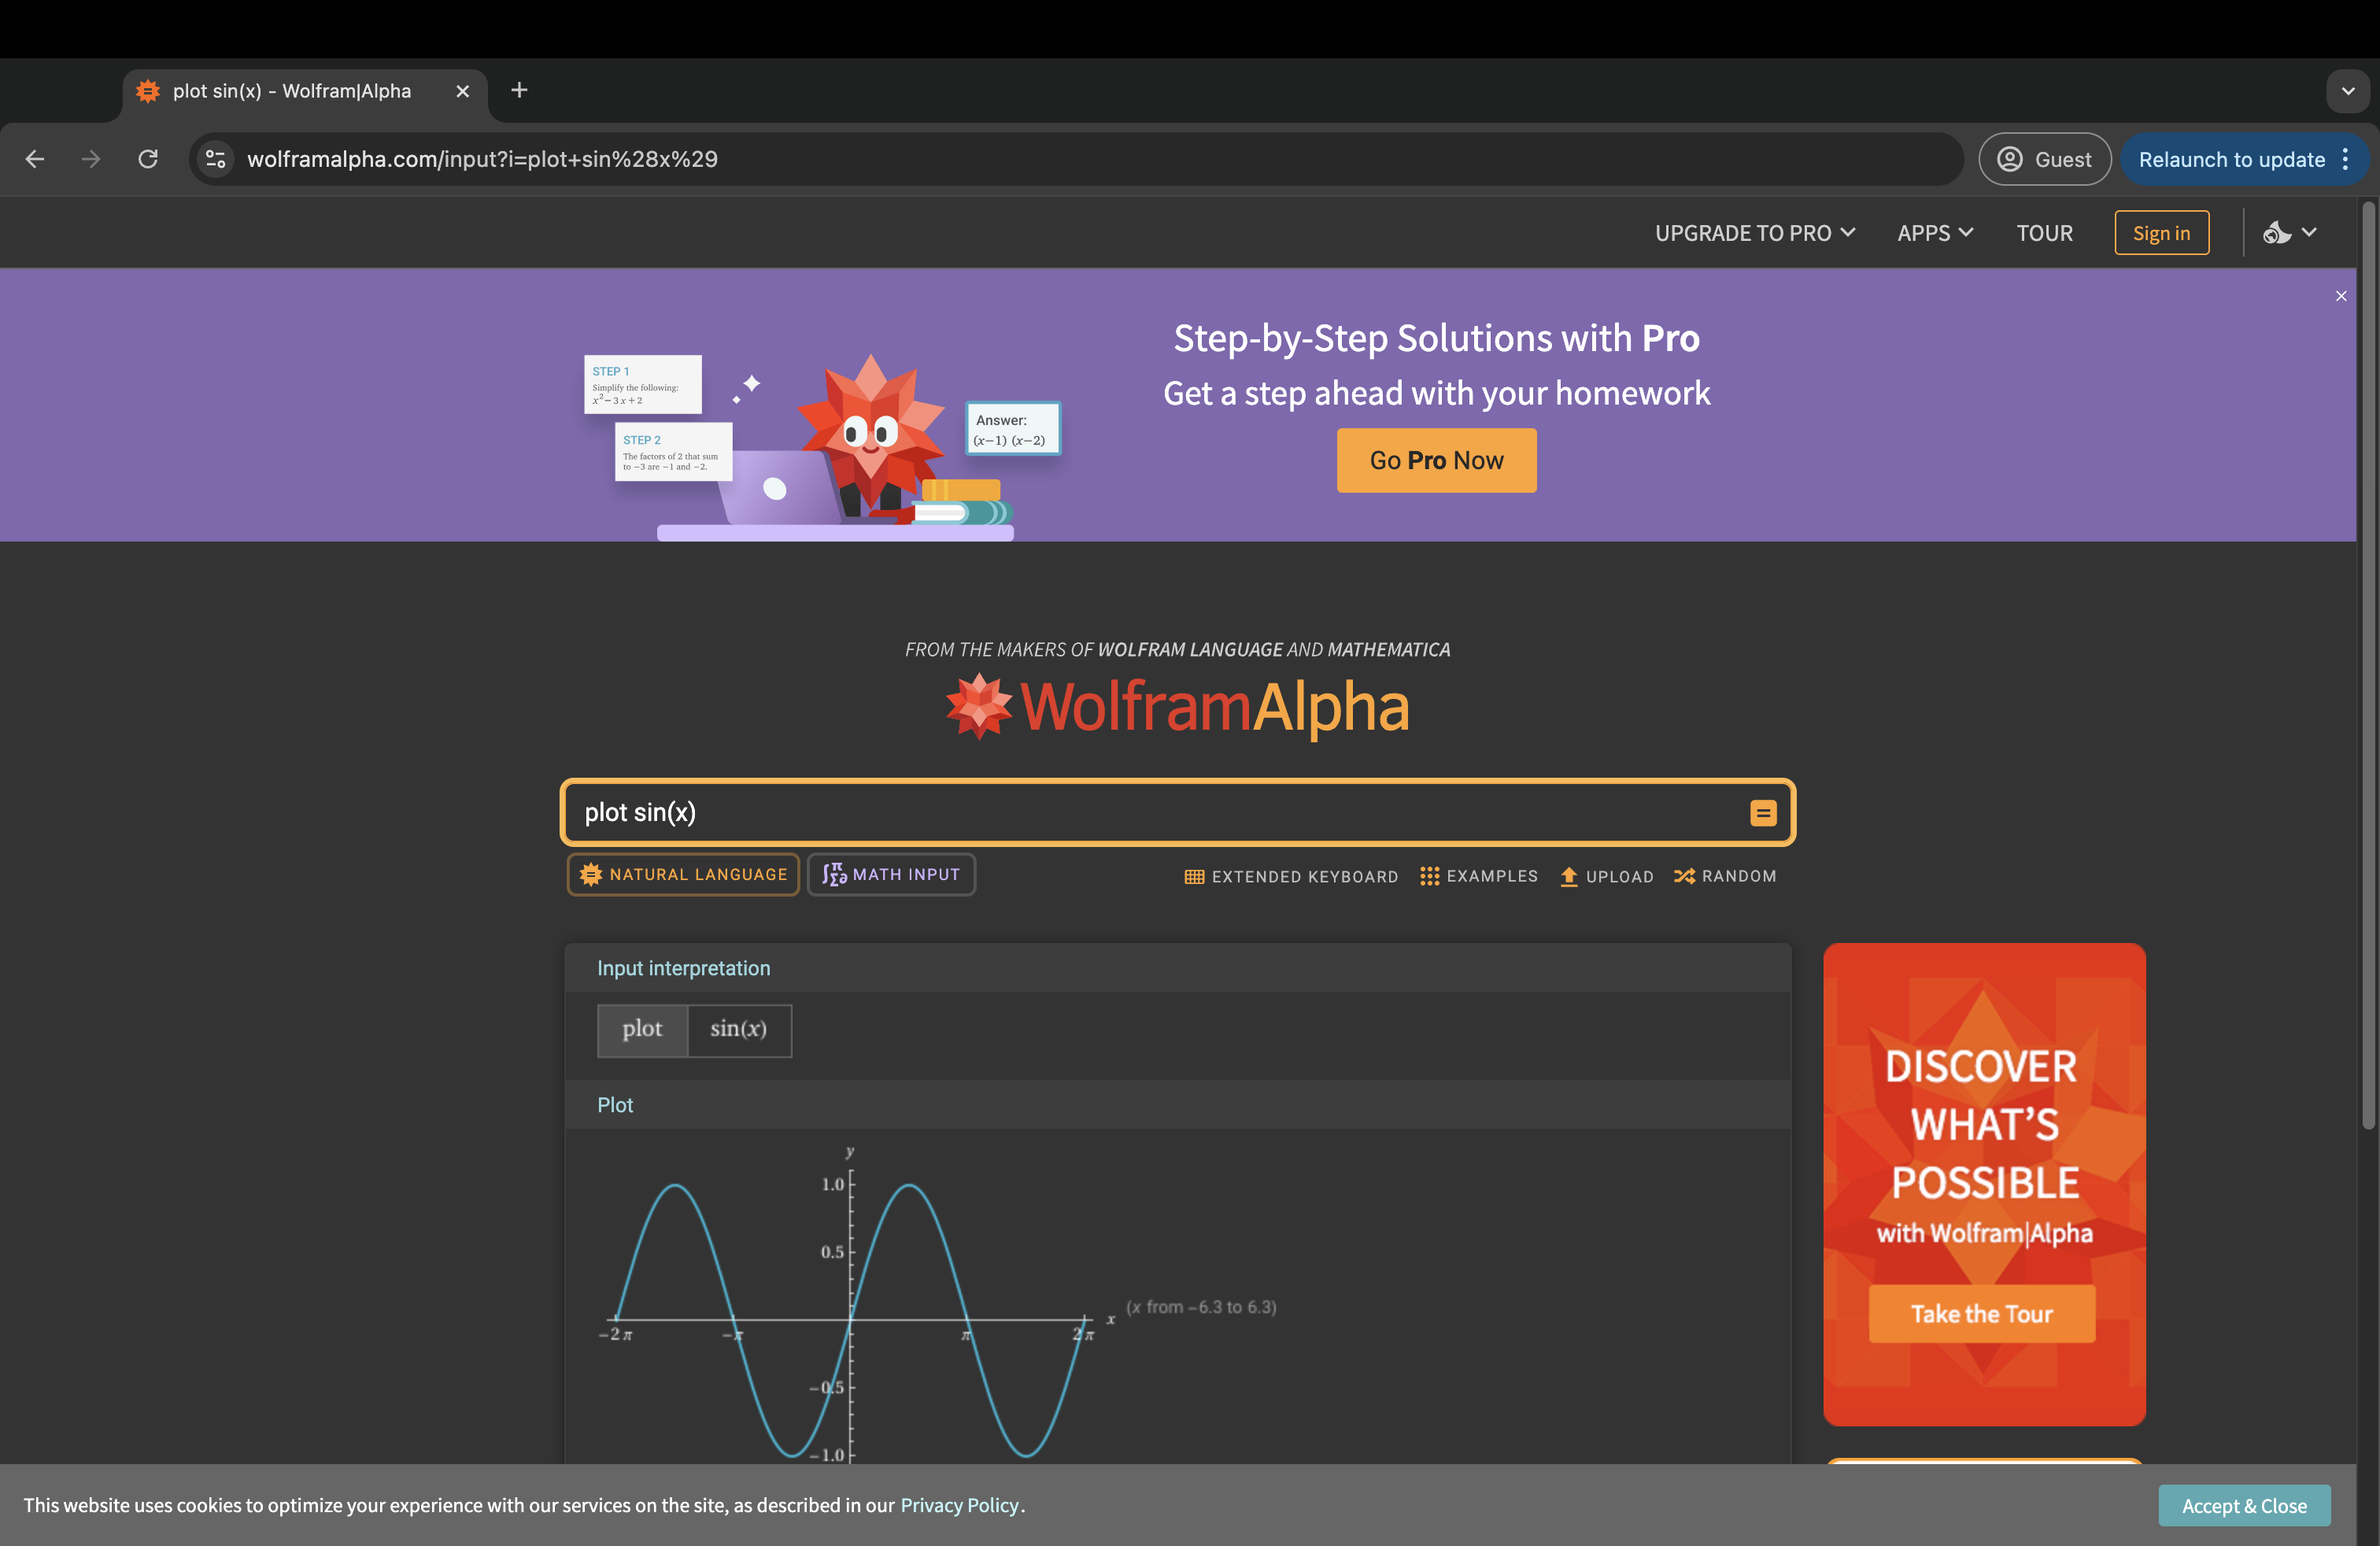 plot sin(x) - Wolfram|Alpha
wolframalpha.com/input?i=plot+sin%28x%29
Guest
Relaunch to update
UPGRADE TO PRO
APPS
TOUR
Sign in
STEP 1
Simplify the following:
x²−3x+2
STEP 2
The factors of 2 that sum
to −3 are −1 and −2.
Answer:
(x−1) (x−2)
Step-by-Step Solutions with Pro
Get a step ahead with your homework
Go Pro Now
FROM THE MAKERS OF WOLFRAM LANGUAGE AND MATHEMATICA
WolframAlpha
plot sin(x)
=
NATURAL LANGUAGE
∫π Σ∂ MATH INPUT
EXTENDED KEYBOARD
EXAMPLES
UPLOAD
RANDOM
Input interpretation
plot sin(x)
Plot
y
1.0
0.5
−2π −π π 2π x (x from −6.3 to 6.3)
−0.5
−1.0
DISCOVER
WHAT’S
POSSIBLE
with Wolfram|Alpha
Take the Tour
This website uses cookies to optimize your experience with our services on the site, as described in our Privacy Policy.
Accept & Close